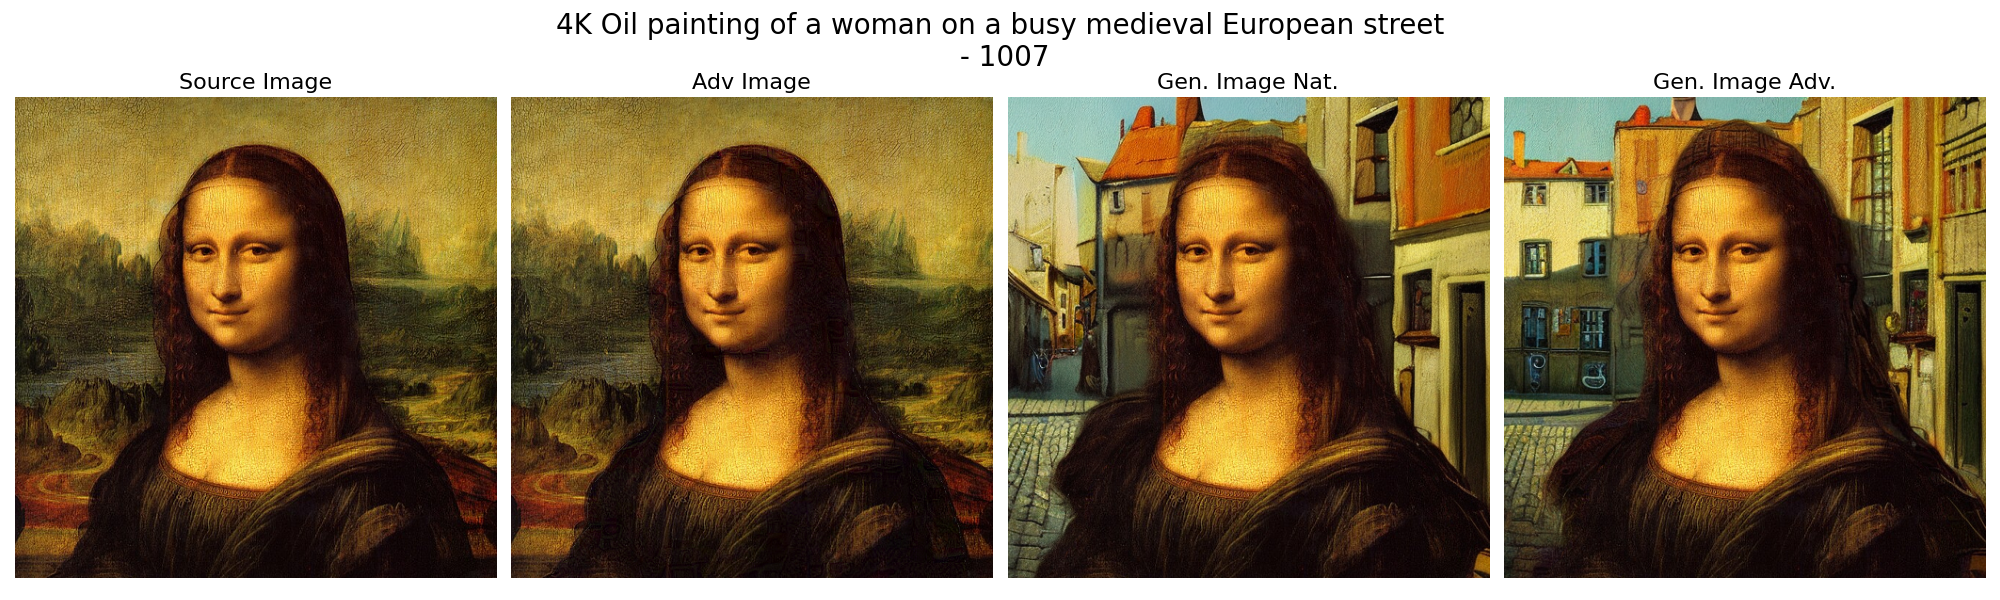 4K Oil painting of a woman on a busy medieval European street
- 1007
Source Image
Adv Image
Gen. Image Nat.
Gen. Image Adv.